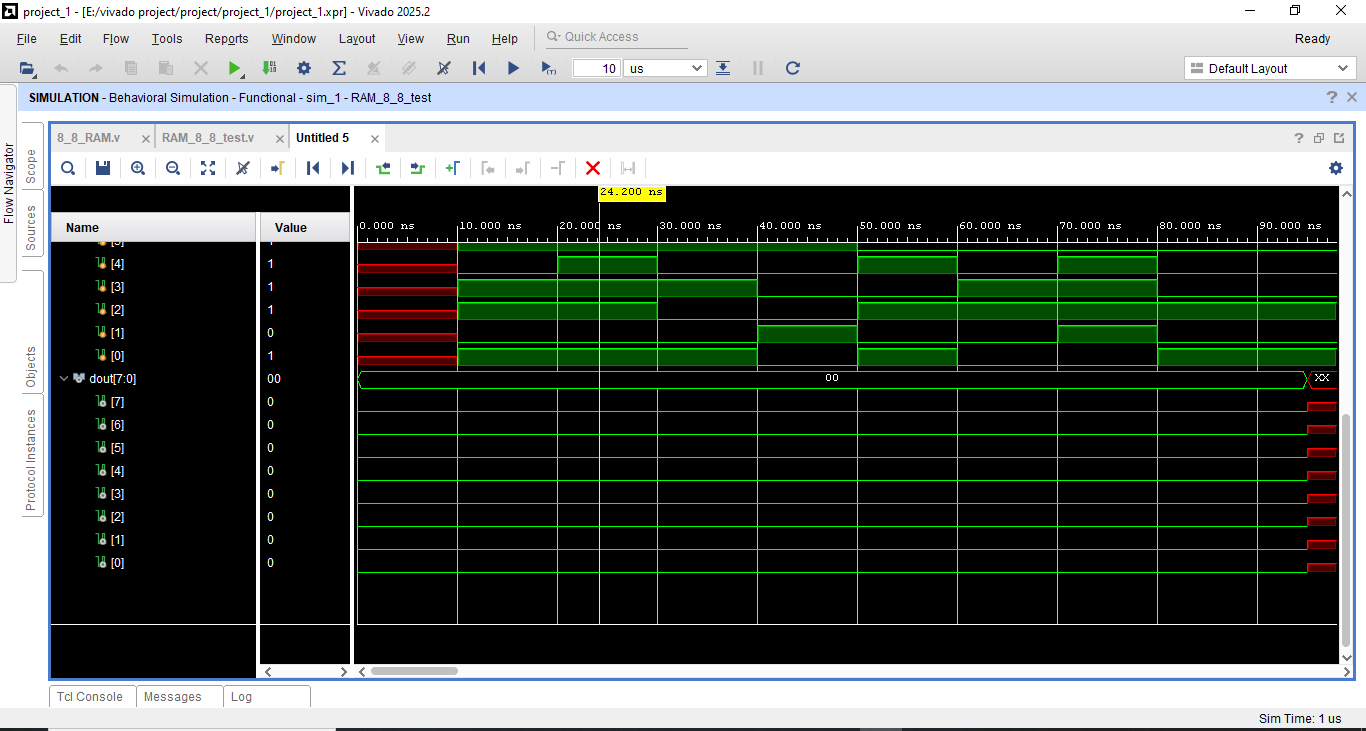 project_1 - [E:/vivado project/project/project_1/project_1.xpr] - Vivado 2025.2
File Edit Flow Tools Reports Window Layout View Run Help Quick Access Ready
10 us Default Layout
SIMULATION - Behavioral Simulation - Functional - sim_1 - RAM_8_8_test
Flow Navigator
Scope
Sources
Objects
Protocol Instances
8_8_RAM.v RAM_8_8_test.v Untitled 5
24.200 ns
Name Value 0.000 ns 10.000 ns 20.000 ns 30.000 ns 40.000 ns 50.000 ns 60.000 ns 70.000 ns 80.000 ns 90.000 ns
[4] 1
[3] 1
[2] 1
[1] 0
[0] 1
dout[7:0] 00 00 XX
[7] 0
[6] 0
[5] 0
[4] 0
[3] 0
[2] 0
[1] 0
[0] 0
Tcl Console Messages Log
Sim Time: 1 us